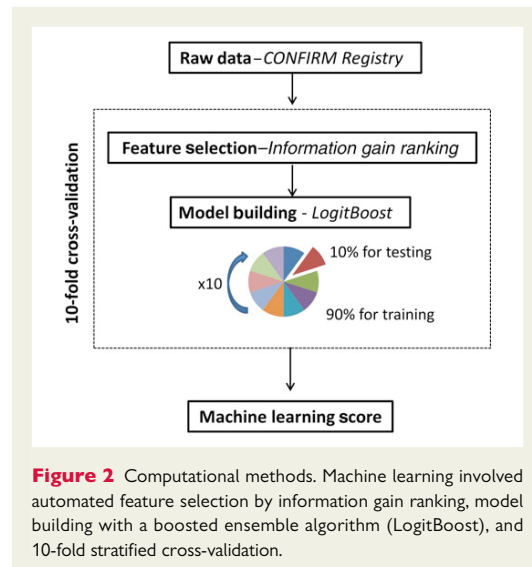 Raw data–CONFIRM Registry
10-fold cross-validation
Feature selection–Information gain ranking
Model building - LogitBoost
10% for testing
x10
90% for training
Machine learning score
Figure 2 Computational methods. Machine learning involved
automated feature selection by information gain ranking, model
building with a boosted ensemble algorithm (LogitBoost), and
10-fold stratified cross-validation.